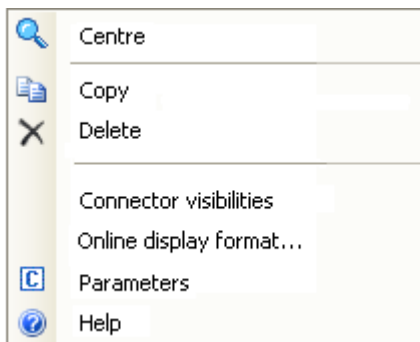 Centre
Copy
Delete
Connector visibilities
Online display format...
C Parameters
? Help